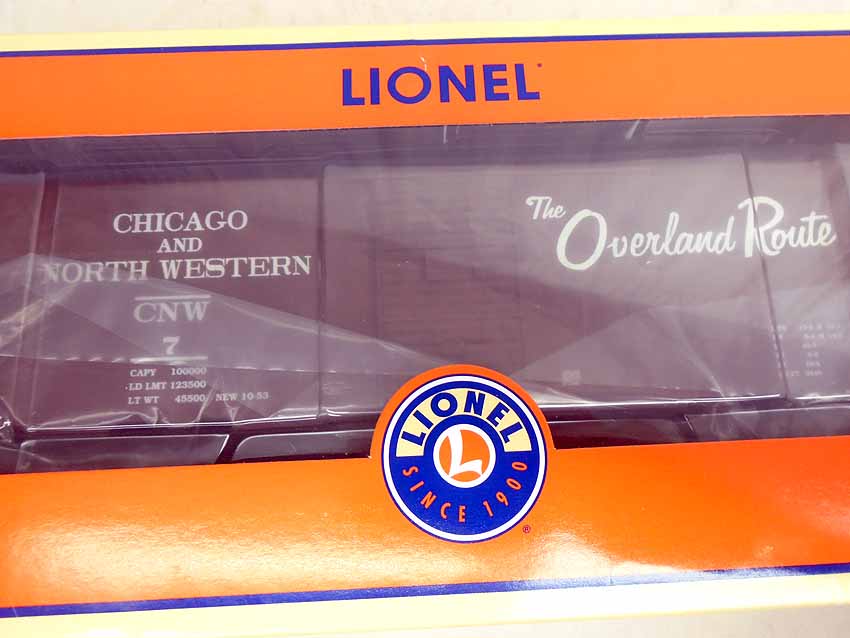 LIONEL
CHICAGO
AND
NORTH WESTERN
CNW
7
CAPY 100000
LD LMT 123500
LT WT 45500 NEW 10-53
The Overland Route
LIONEL
L
SINCE 1900
®